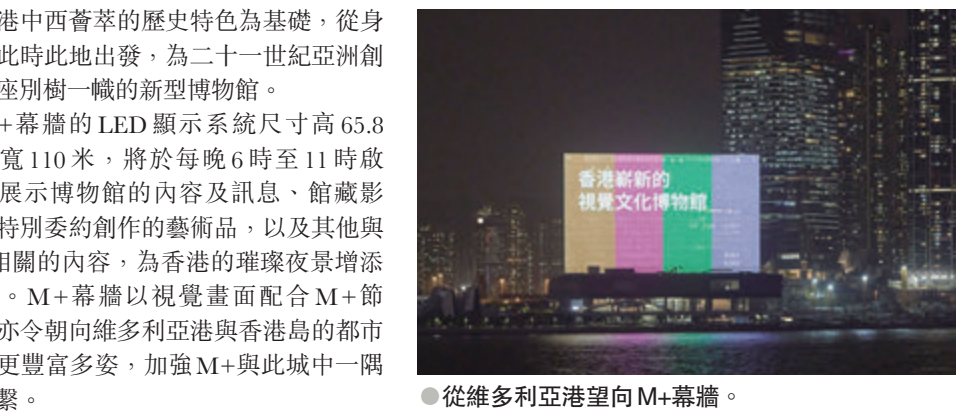 港中西薈萃的歷史特色為基礎，從身
此時此地出發，為二十一世紀亞洲創
座別樹一幟的新型博物館。
+幕牆的LED顯示系統尺寸高65.8
寬110米，將於每晚6時至11時啟
展示博物館的內容及訊息、館藏影
特別委約創作的藝術品，以及其他與
相關的內容，為香港的璀璨夜景增添
。M+幕牆以視覺畫面配合M+節
亦令朝向維多利亞港與香港島的都市
更豐富多姿，加強M+與此城中一隅
繫。
香港嶄新的
視覺文化博物館
●從維多利亞港望向M+幕牆。